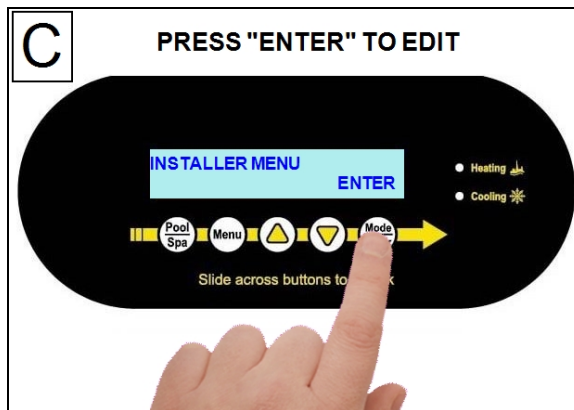 C
PRESS "ENTER" TO EDIT
INSTALLER MENU
ENTER
Heating
Cooling
Pool
Spa
Menu
Mode
Slide across buttons to